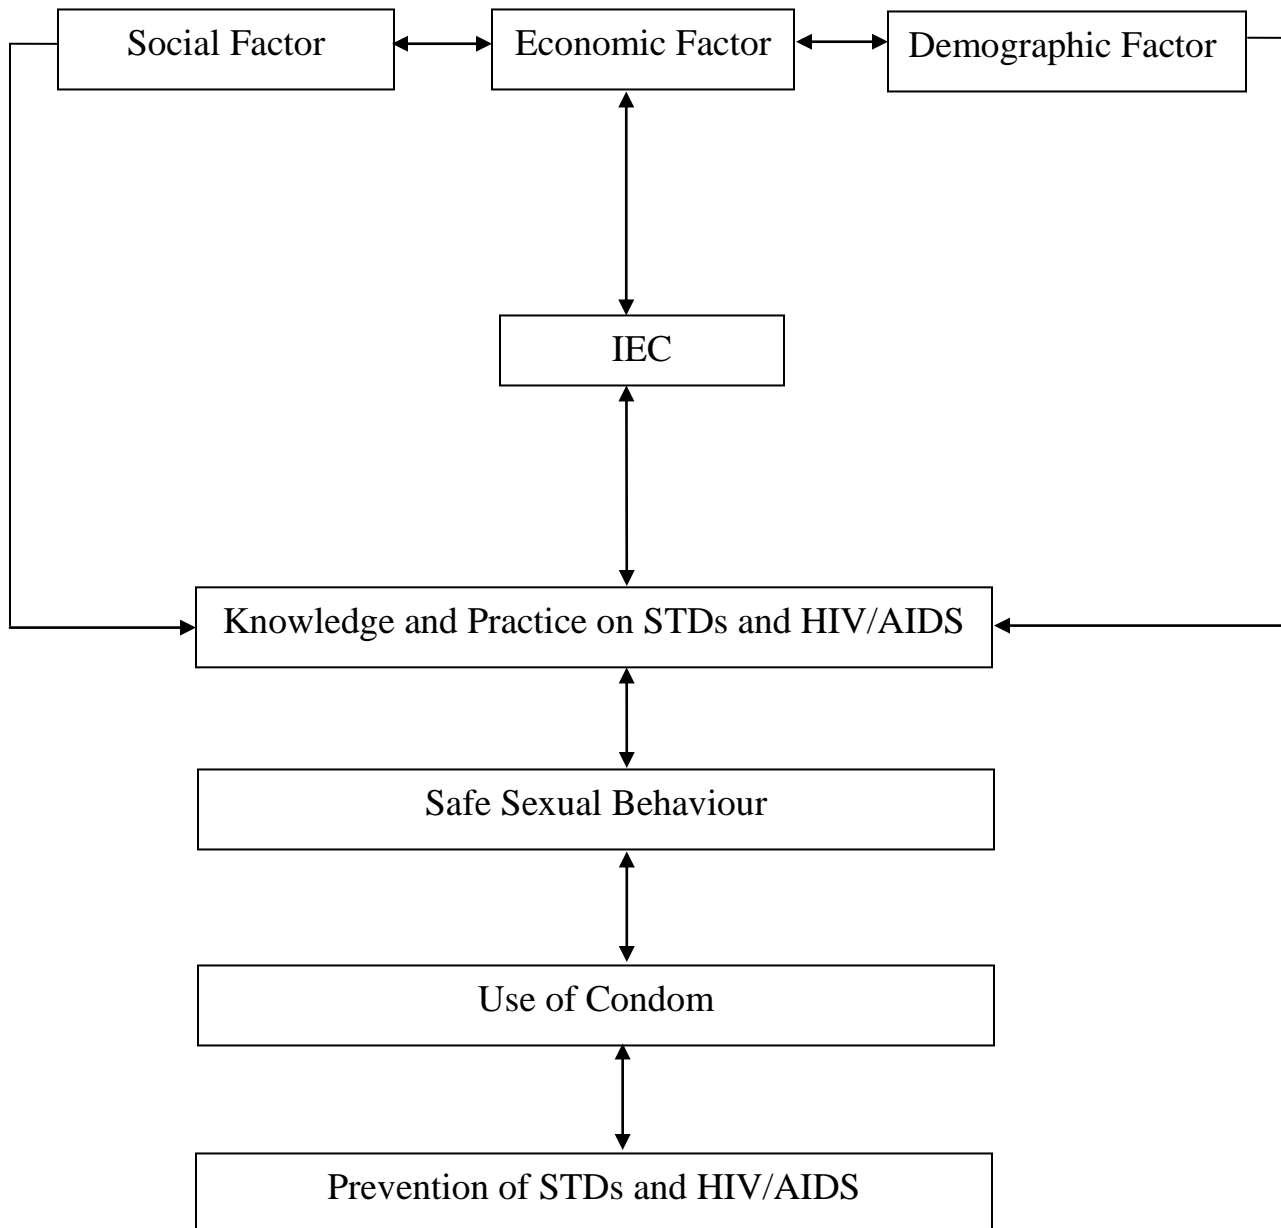 Social Factor
Economic Factor
Demographic Factor
IEC
Knowledge and Practice on STDs and HIV/AIDS
Safe Sexual Behaviour
Use of Condom
Prevention of STDs and HIV/AIDS